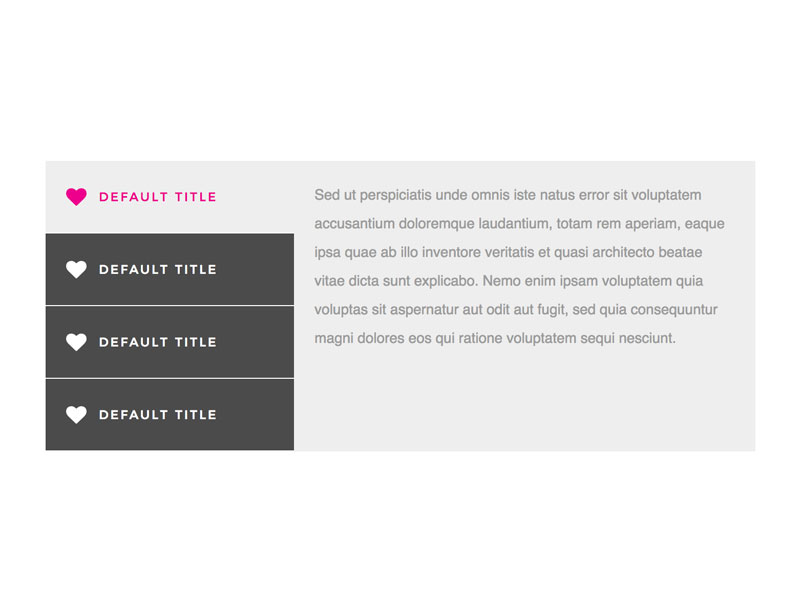 DEFAULT TITLE
DEFAULT TITLE
DEFAULT TITLE
DEFAULT TITLE
Sed ut perspiciatis unde omnis iste natus error sit voluptatem
accusantium doloremque laudantium, totam rem aperiam, eaque
ipsa quae ab illo inventore veritatis et quasi architecto beatae
vitae dicta sunt explicabo. Nemo enim ipsam voluptatem quia
voluptas sit aspernatur aut odit aut fugit, sed quia consequuntur
magni dolores eos qui ratione voluptatem sequi nesciunt.